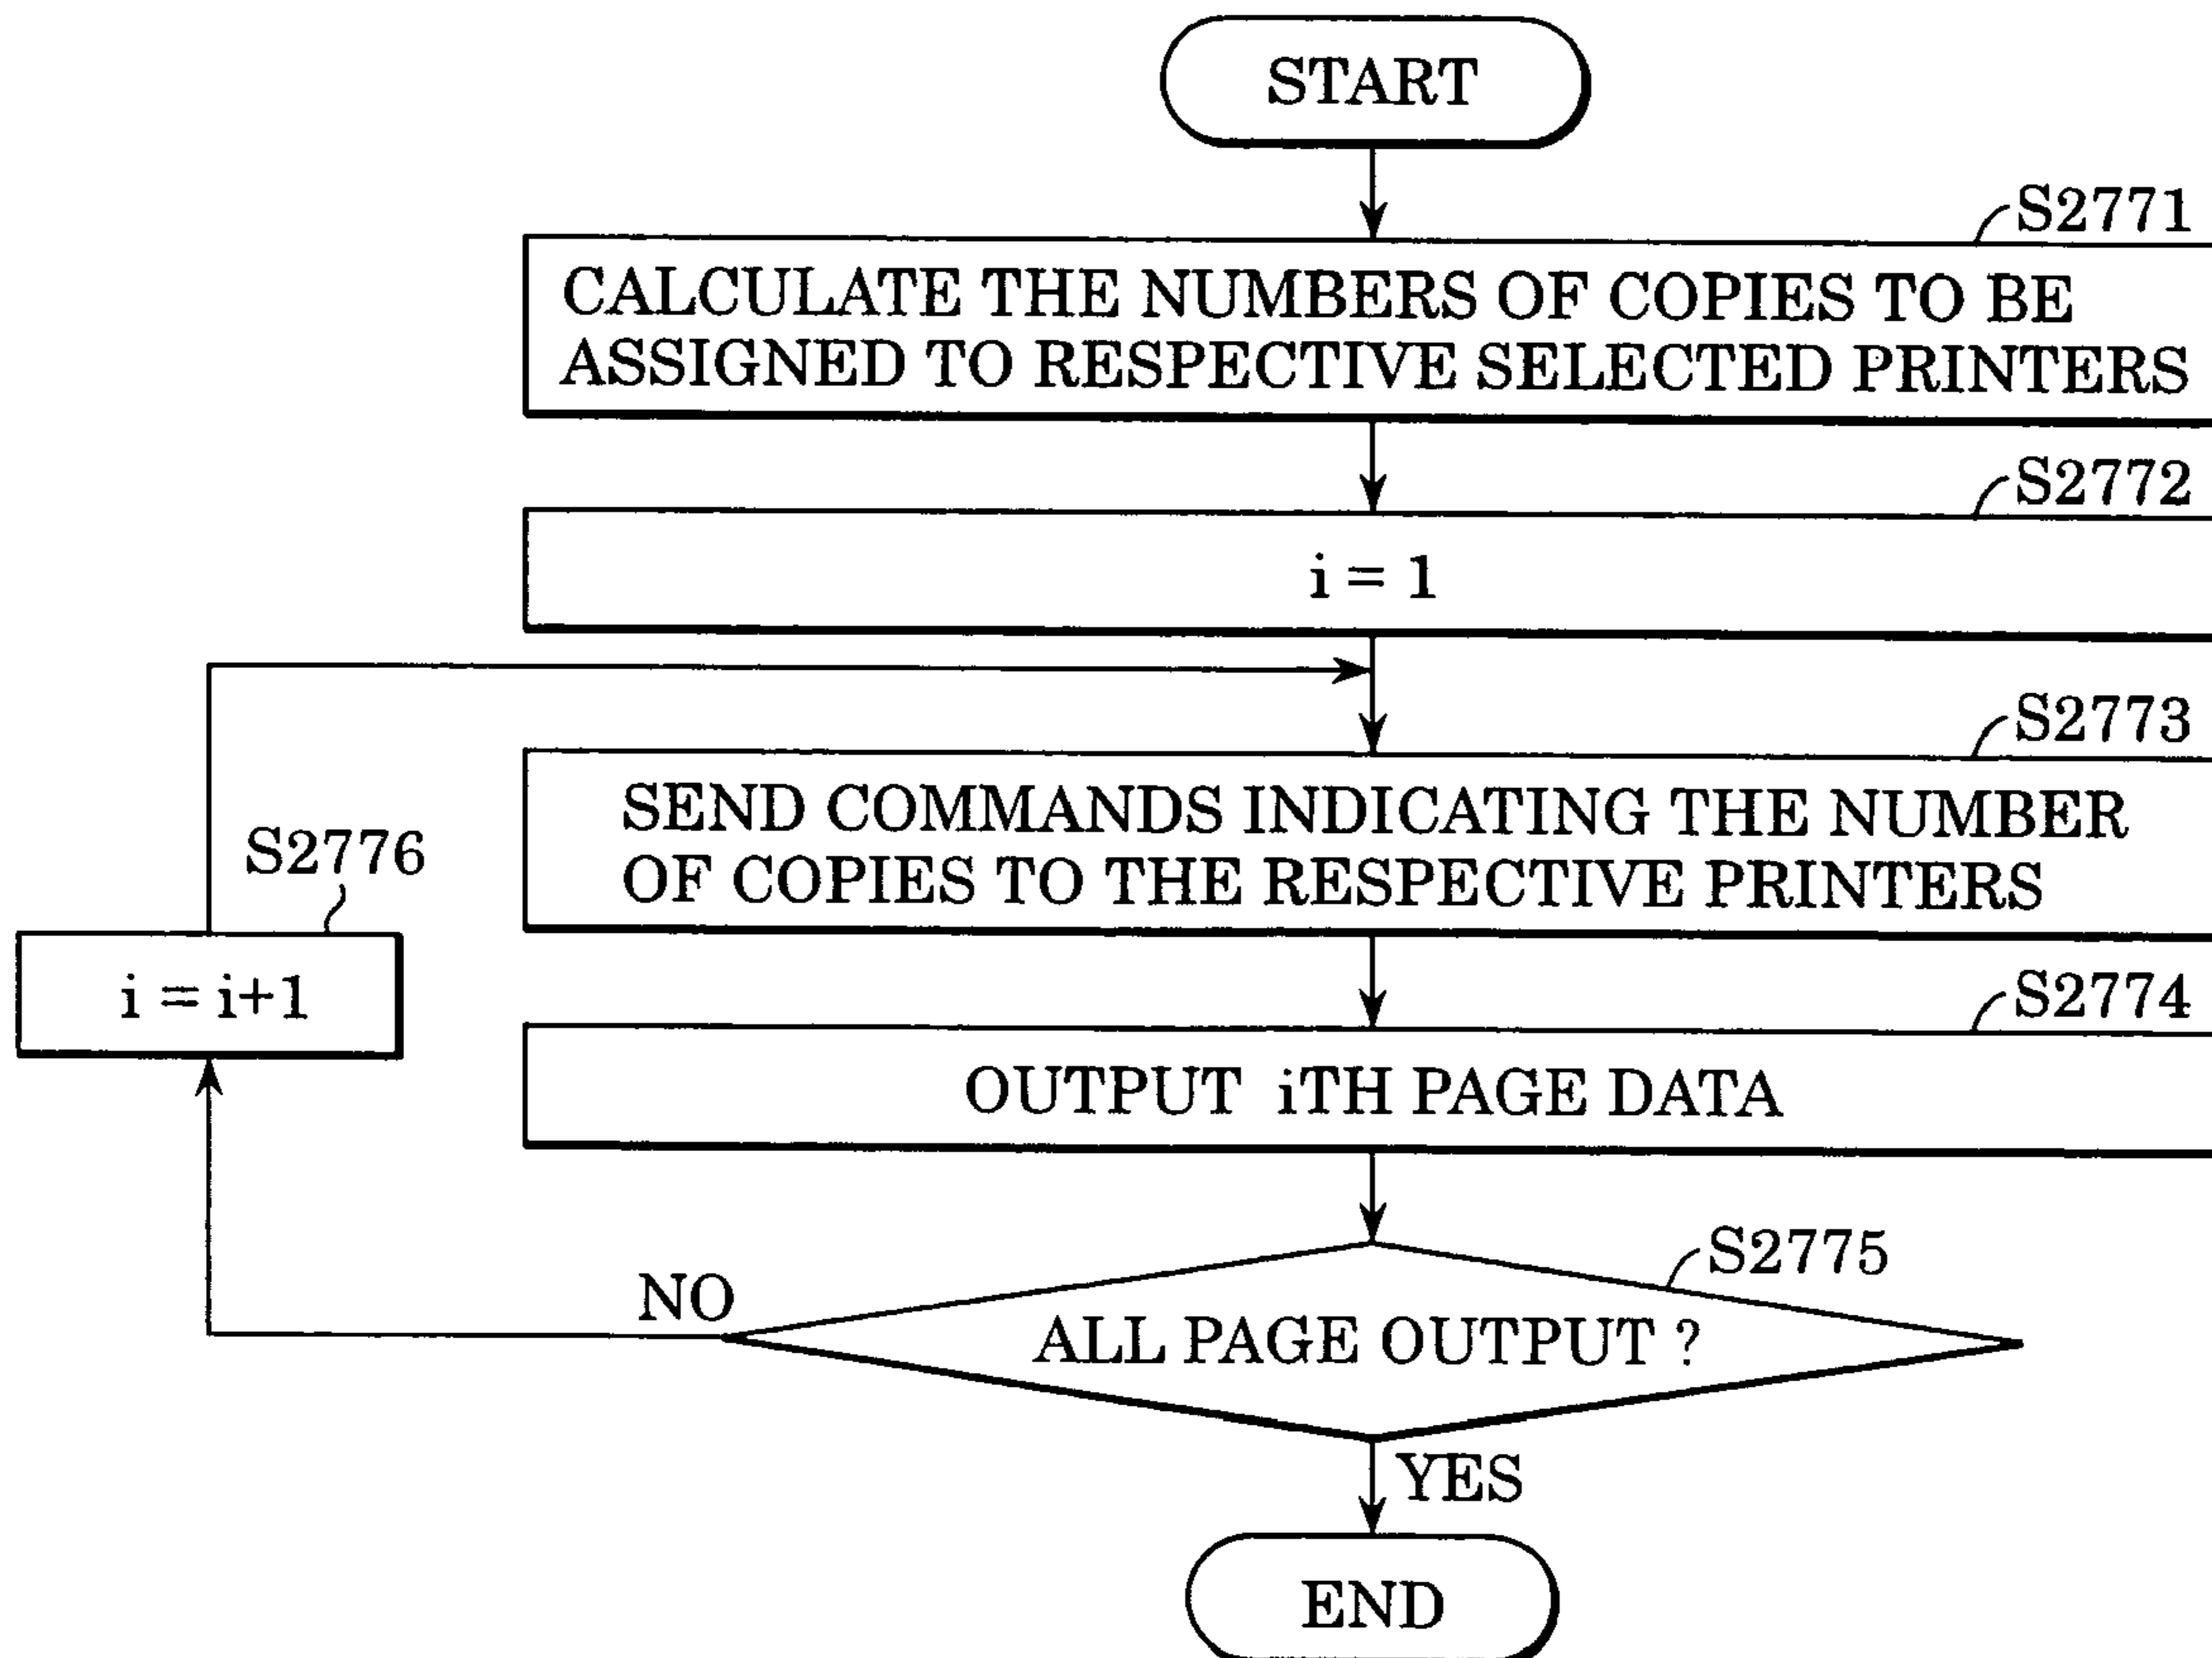 START
S2771
CALCULATE THE NUMBERS OF COPIES TO BE
ASSIGNED TO RESPECTIVE SELECTED PRINTERS
S2772
i = 1
S2773
SEND COMMANDS INDICATING THE NUMBER
OF COPIES TO THE RESPECTIVE PRINTERS
S2776
i = i+1
S2774
OUTPUT iTH PAGE DATA
S2775
NO
ALL PAGE OUTPUT ?
YES
END